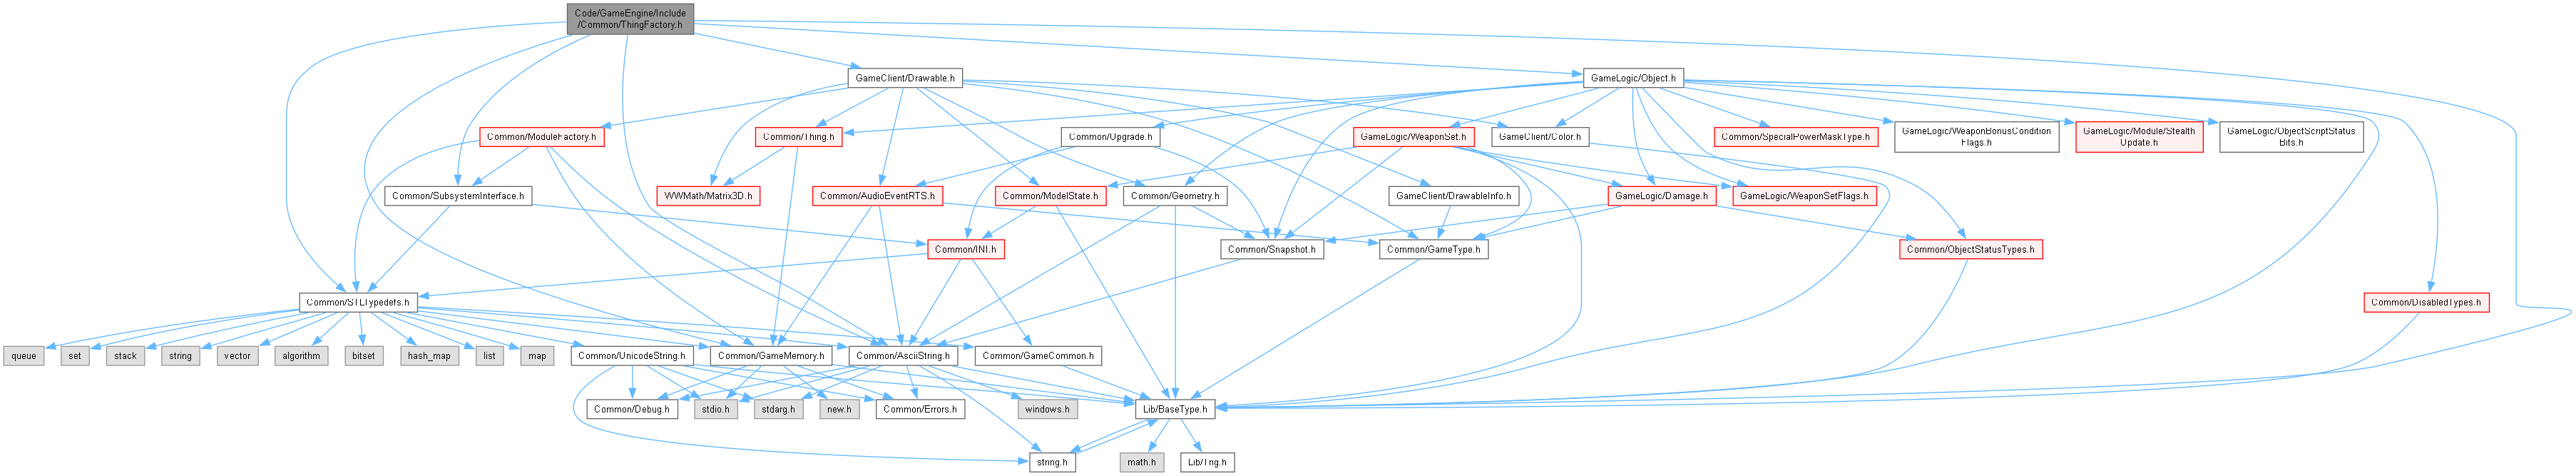 Code/GameEngine/Include
/Common/ThingFactory.h
GameClient/Drawable.h
GameLogic/Object.h
Common/ModuleFactory.h
Common/Thing.h
Common/Upgrade.h
GameLogic/WeaponSet.h
GameClient/Color.h
Common/SpecialPowerMaskType.h
GameLogic/WeaponBonusCondition
Flags.h
GameLogic/Module/Stealth
Update.h
GameLogic/ObjectScriptStatus
Bits.h
Common/SubsystemInterface.h
WWMath/Matrix3D.h
Common/AudioEventRTS.h
Common/ModelState.h
Common/Geometry.h
GameClient/DrawableInfo.h
GameLogic/Damage.h
GameLogic/WeaponSetFlags.h
Common/INI.h
Common/Snapshot.h
Common/GameType.h
Common/ObjectStatusTypes.h
Common/STLTypedefs.h
Common/DisabledTypes.h
queue
set
stack
string
vector
algorithm
bitset
hash_map
list
map
Common/UnicodeString.h
Common/GameMemory.h
Common/AsciiString.h
Common/GameCommon.h
Common/Debug.h
stdio.h
stdarg.h
new.h
Common/Errors.h
windows.h
Lib/BaseType.h
string.h
math.h
Lib/Trig.h